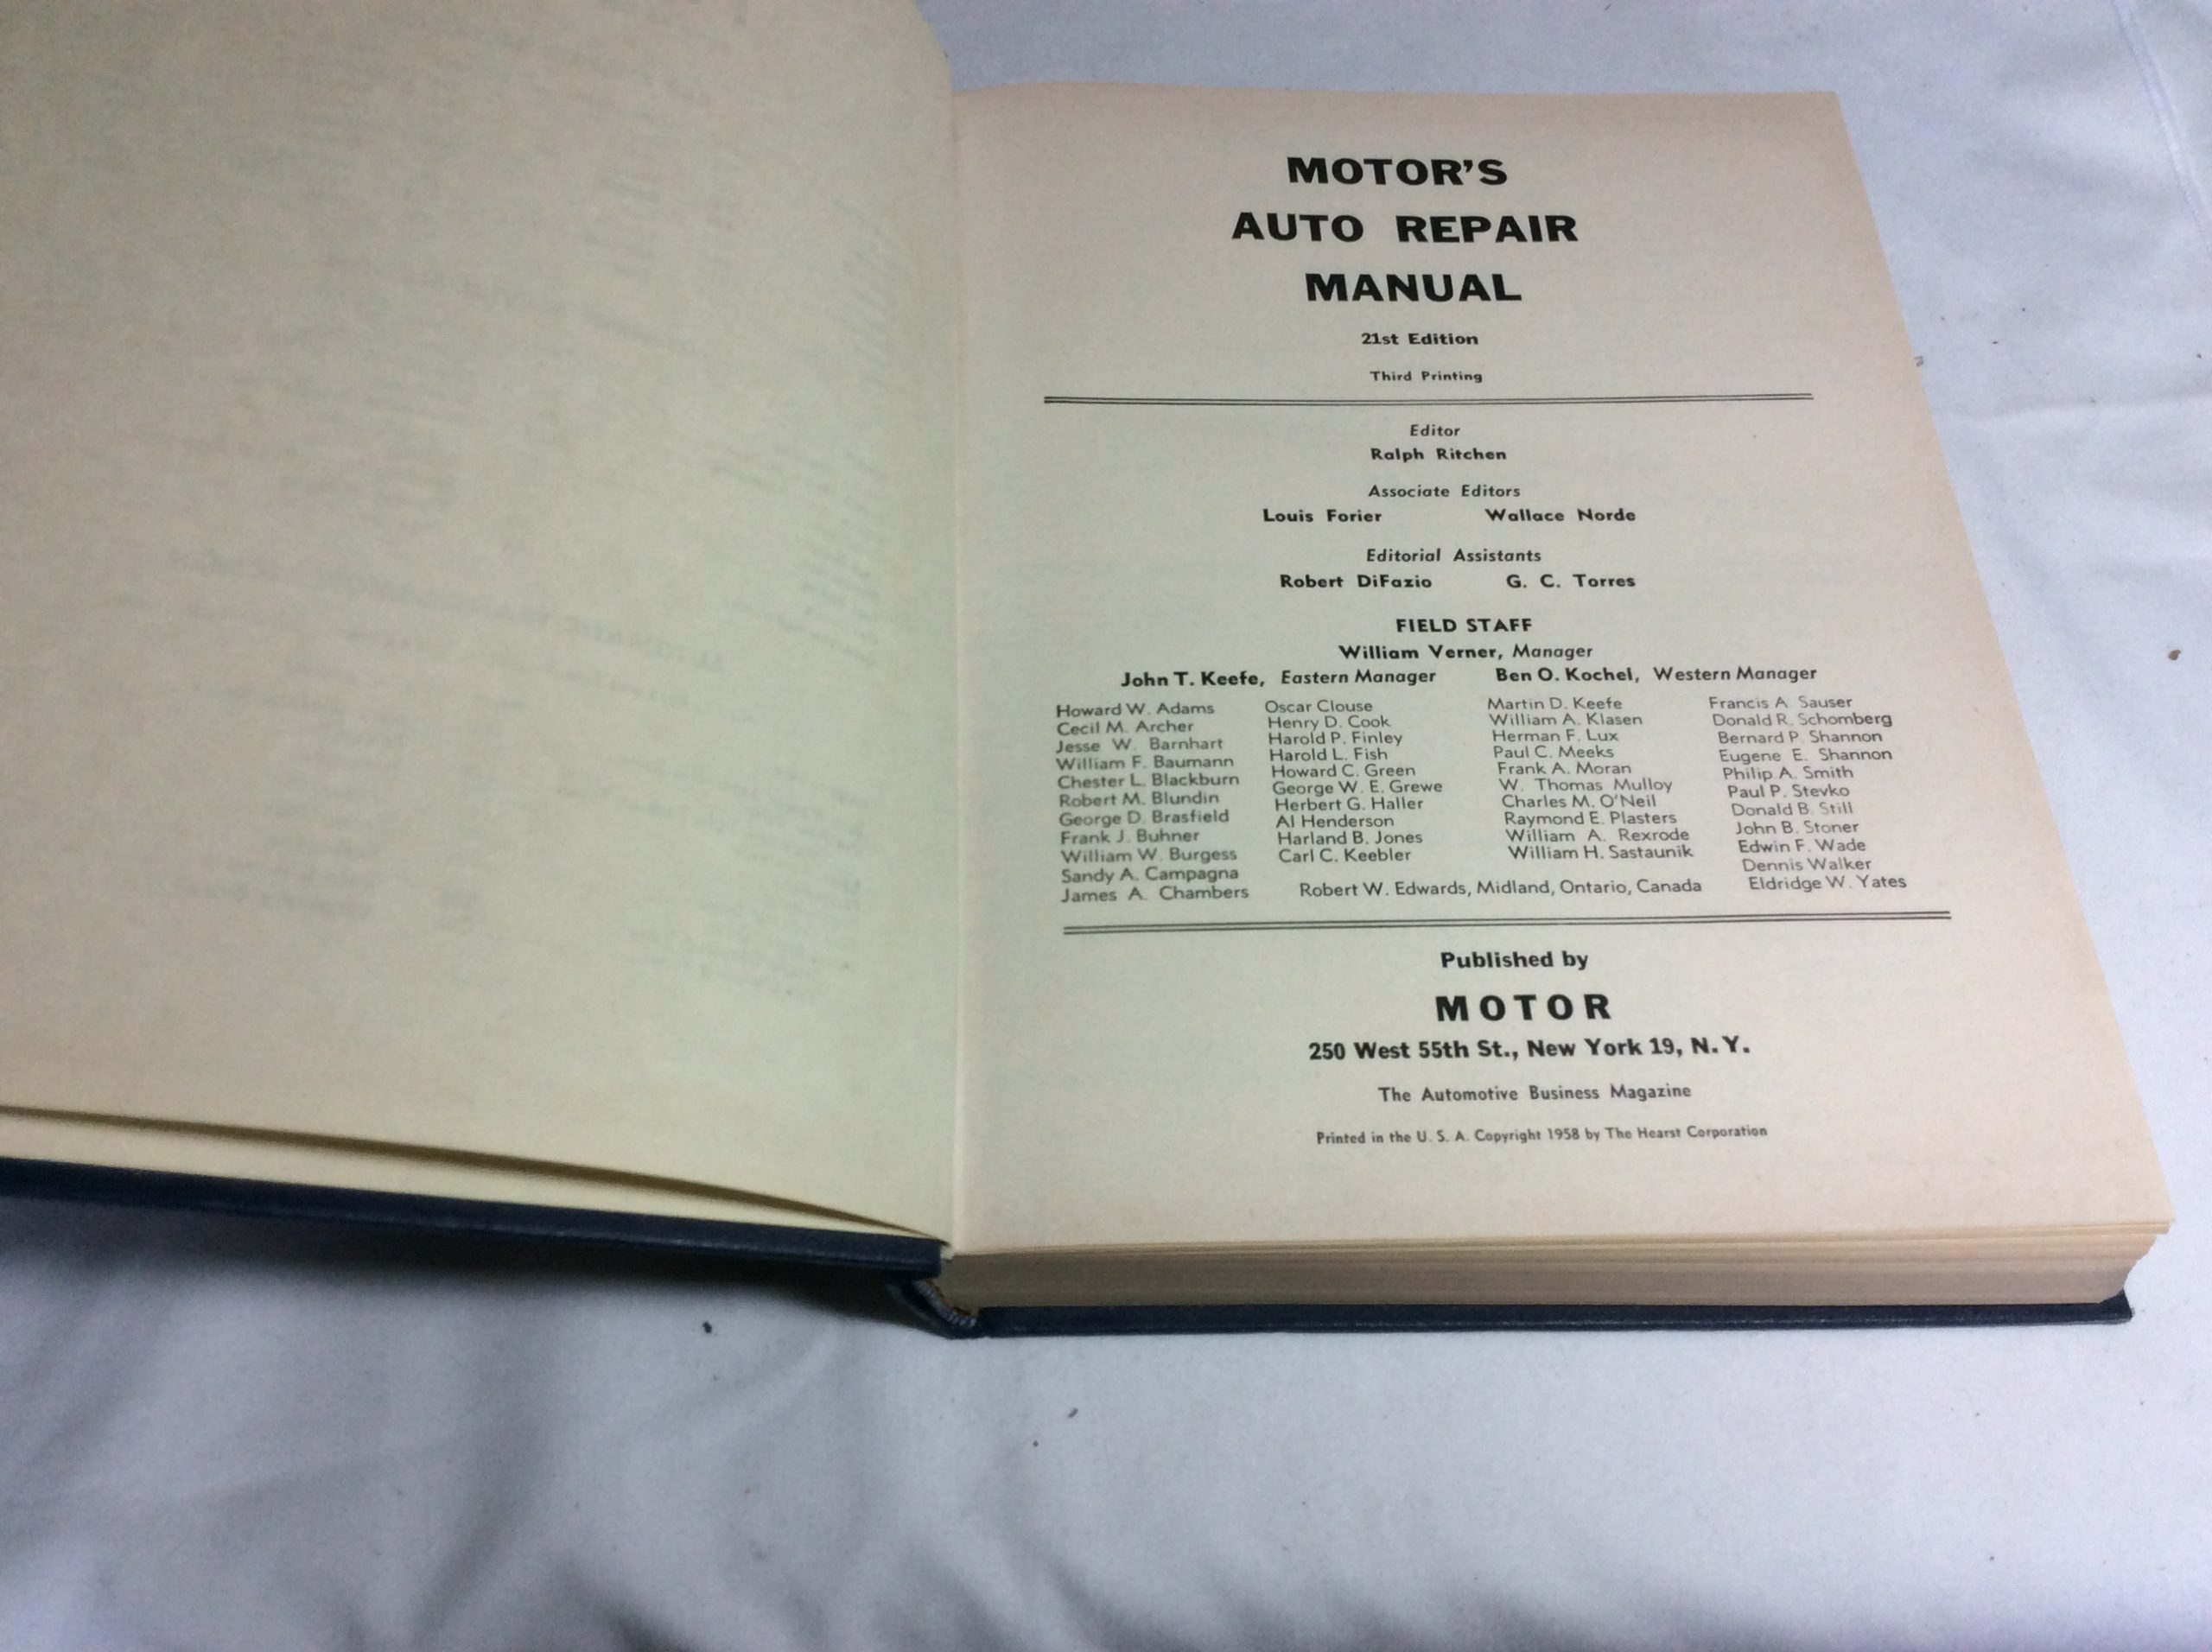 MOTOR'S
AUTO REPAIR
MANUAL
21st Edition
Third Printing
Editor
Ralph Ritchen
Associate Editors
Louis Forier Wallace Norde
Editorial Assistants
Robert DiFazio G. C. Torres
FIELD STAFF
William Verner, Manager
John T. Keefe, Eastern Manager Ben O. Kochel, Western Manager
Howard W. Adams
Cecil M. Archer
Jesse W. Barnhart
William F. Baumann
Chester L. Blackburn
Robert M. Blundin
George D. Brasfield
Frank J. Buhner
William W. Burgess
Sandy A. Campagna
James A. Chambers
Oscar Clouse
Henry D. Cook
Harold P. Finley
Harold L. Fish
Howard C. Green
George W. E. Grewe
Herbert G. Haller
Al Henderson
Harland B. Jones
Carl C. Keebler
Martin D. Keefe
William A. Klasen
Herman F. Lux
Paul C. Meeks
Frank A. Moran
W. Thomas Mulloy
Charles M. O'Neil
Raymond E. Plasters
William A. Rexrode
William H. Sastaunik
Francis A. Sauser
Donald R. Schomberg
Bernard P. Shannon
Eugene E. Shannon
Philip A. Smith
Paul P. Stevko
Donald B. Still
John B. Stoner
Edwin F. Wade
Dennis Walker
Eldridge W. Yates
Robert W. Edwards, Midland, Ontario, Canada
Published by
MOTOR
250 West 55th St., New York 19, N. Y.
The Automotive Business Magazine
Printed in the U. S. A. Copyright 1958 by The Hearst Corporation